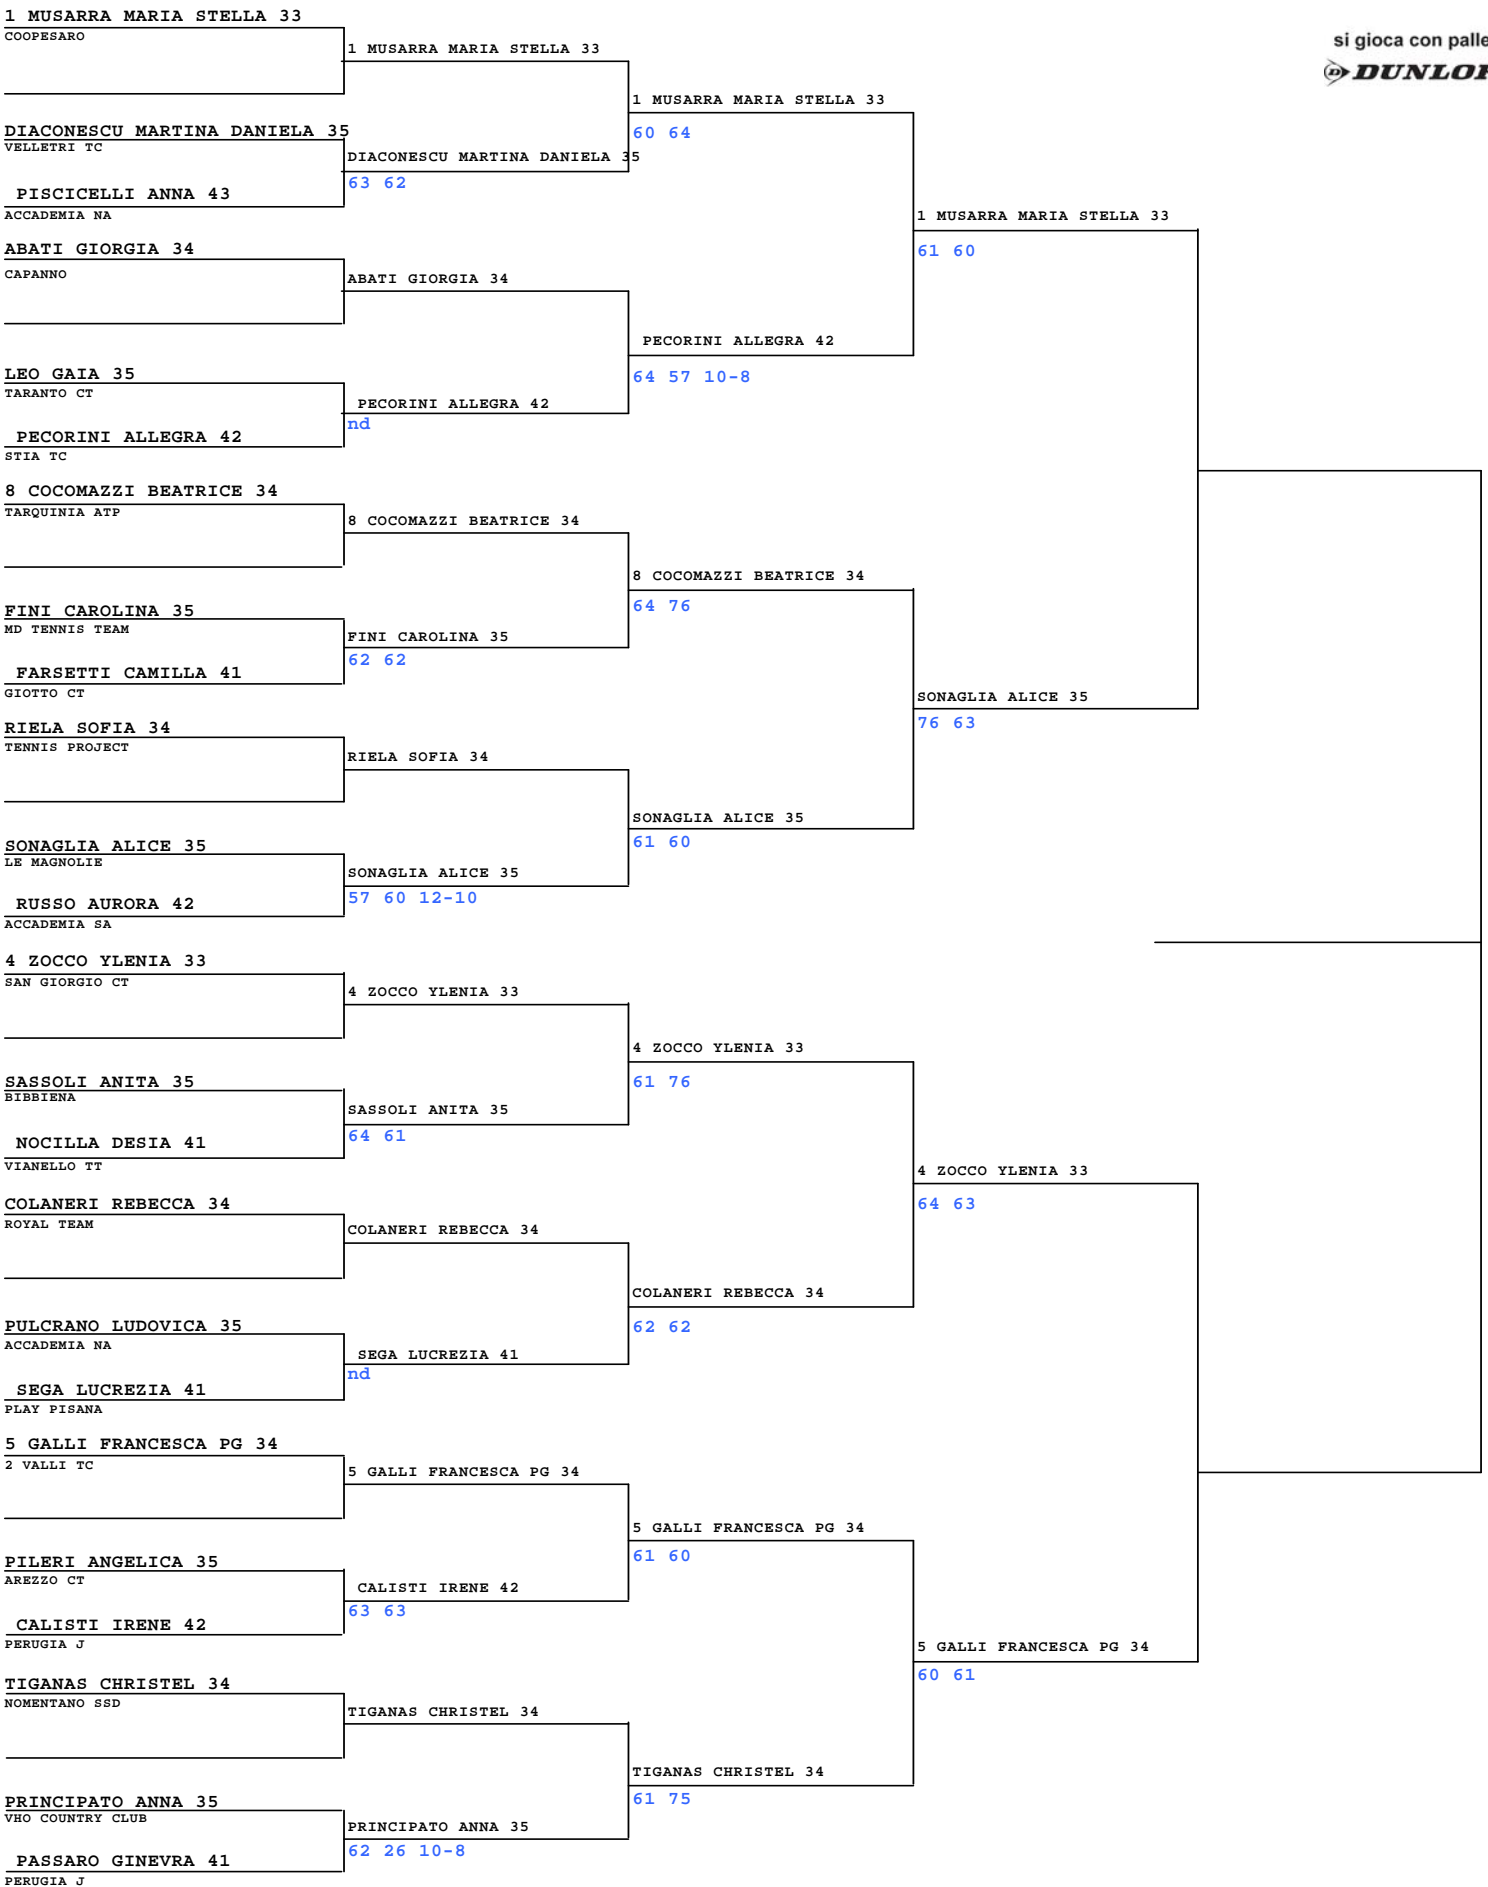 1 MUSARRA MARIA STELLA 33
COOPESARO
DIACONESCU MARTINA DANIELA 35
VELLETRI TC
PISCICELLI ANNA 43
ACCADEMIA NA
ABATI GIORGIA 34
CAPANNO
LEO GAIA 35
TARANTO CT
PECORINI ALLEGRA 42
STIA TC
8 COCOMAZZI BEATRICE 34
TARQUINIA ATP
FINI CAROLINA 35
MD TENNIS TEAM
FARSETTI CAMILLA 41
GIOTTO CT
RIELA SOFIA 34
TENNIS PROJECT
SONAGLIA ALICE 35
LE MAGNOLIE
RUSSO AURORA 42
ACCADEMIA SA
4 ZOCCO YLENIA 33
SAN GIORGIO CT
SASSOLI ANITA 35
BIBBIENA
NOCILLA DESIA 41
VIANELLO TT
COLANERI REBECCA 34
ROYAL TEAM
PULCRANO LUDOVICA 35
ACCADEMIA NA
SEGA LUCREZIA 41
PLAY PISANA
5 GALLI FRANCESCA PG 34
2 VALLI TC
PILERI ANGELICA 35
AREZZO CT
CALISTI IRENE 42
PERUGIA J
TIGANAS CHRISTEL 34
NOMENTANO SSD
PRINCIPATO ANNA 35
VHO COUNTRY CLUB
PASSARO GINEVRA 41
PERUGIA J
1 MUSARRA MARIA STELLA 33
DIACONESCU MARTINA DANIELA 35
63 62
ABATI GIORGIA 34
PECORINI ALLEGRA 42
nd
8 COCOMAZZI BEATRICE 34
FINI CAROLINA 35
62 62
RIELA SOFIA 34
SONAGLIA ALICE 35
57 60 12-10
4 ZOCCO YLENIA 33
SASSOLI ANITA 35
64 61
COLANERI REBECCA 34
SEGA LUCREZIA 41
nd
5 GALLI FRANCESCA PG 34
CALISTI IRENE 42
63 63
TIGANAS CHRISTEL 34
PRINCIPATO ANNA 35
62 26 10-8
1 MUSARRA MARIA STELLA 33
60 64
PECORINI ALLEGRA 42
64 57 10-8
8 COCOMAZZI BEATRICE 34
64 76
SONAGLIA ALICE 35
61 60
4 ZOCCO YLENIA 33
61 76
COLANERI REBECCA 34
62 62
5 GALLI FRANCESCA PG 34
61 60
TIGANAS CHRISTEL 34
61 75
1 MUSARRA MARIA STELLA 33
61 60
SONAGLIA ALICE 35
76 63
4 ZOCCO YLENIA 33
64 63
5 GALLI FRANCESCA PG 34
60 61
si gioca con palle
DUNLOP